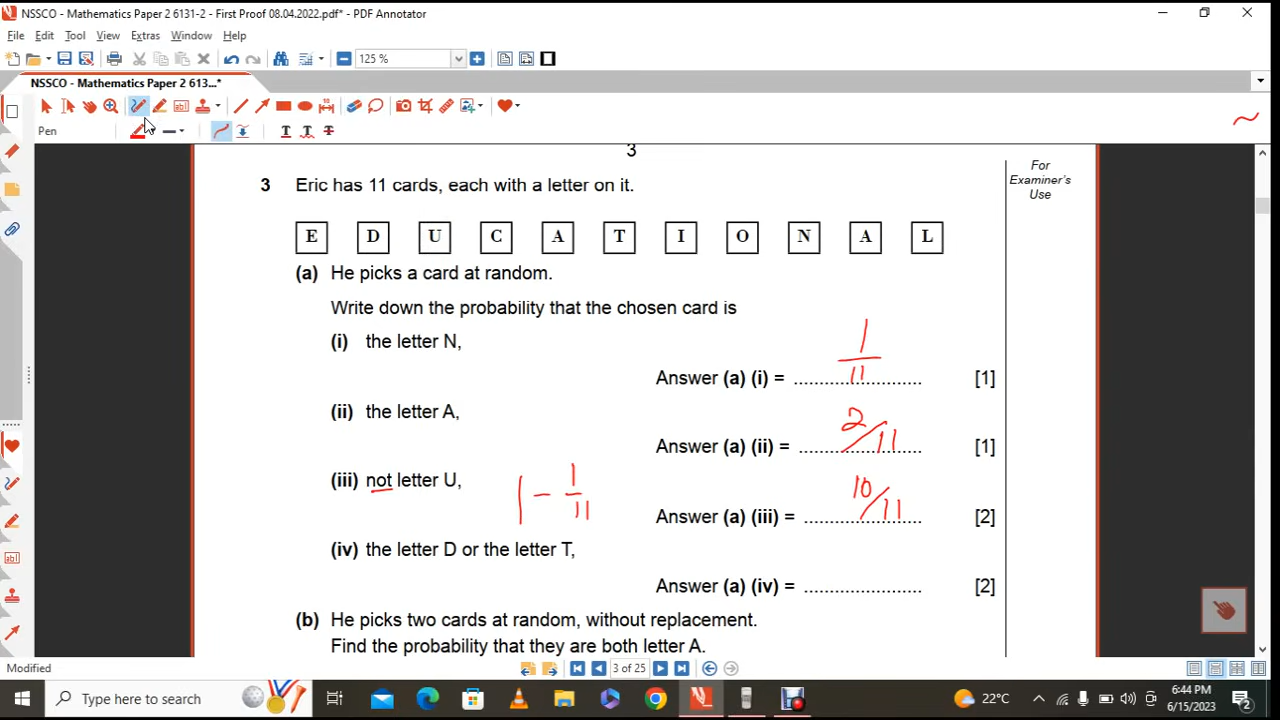 NSSCO - Mathematics Paper 2 6131-2 - First Proof 08.04.2022.pdf* - PDF Annotator
File Edit Tool View Extras Window Help
125 %
NSSCO - Mathematics Paper 2 613...*
Pen
3
For
Examiner's
Use
3 Eric has 11 cards, each with a letter on it.
E D U C A T I O N A L
(a) He picks a card at random.
Write down the probability that the chosen card is
(i) the letter N,
1/11
Answer (a) (i) = ........................ [1]
(ii) the letter A,
2/11
Answer (a) (ii) = ....................... [1]
(iii) not letter U,
1 - 1/11
10/11
Answer (a) (iii) = ...................... [2]
(iv) the letter D or the letter T,
Answer (a) (iv) = ...................... [2]
(b) He picks two cards at random, without replacement.
Find the probability that they are both letter A.
Modified
3 of 25
Type here to search
22°C
6:44 PM
6/15/2023
2